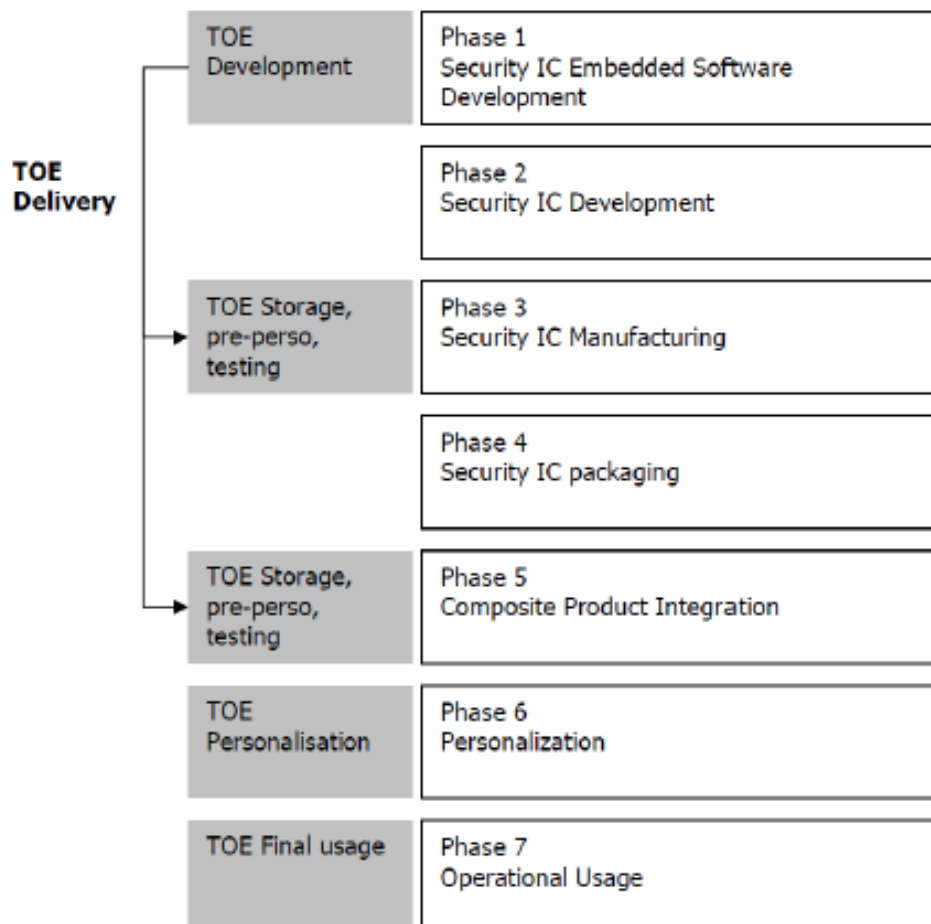 TOE
Development
Phase 1
Security IC Embedded Software
Development
TOE
Delivery
Phase 2
Security IC Development
TOE Storage,
pre-perso,
testing
Phase 3
Security IC Manufacturing
Phase 4
Security IC packaging
TOE Storage,
pre-perso,
testing
Phase 5
Composite Product Integration
TOE
Personalisation
Phase 6
Personalization
TOE Final usage
Phase 7
Operational Usage